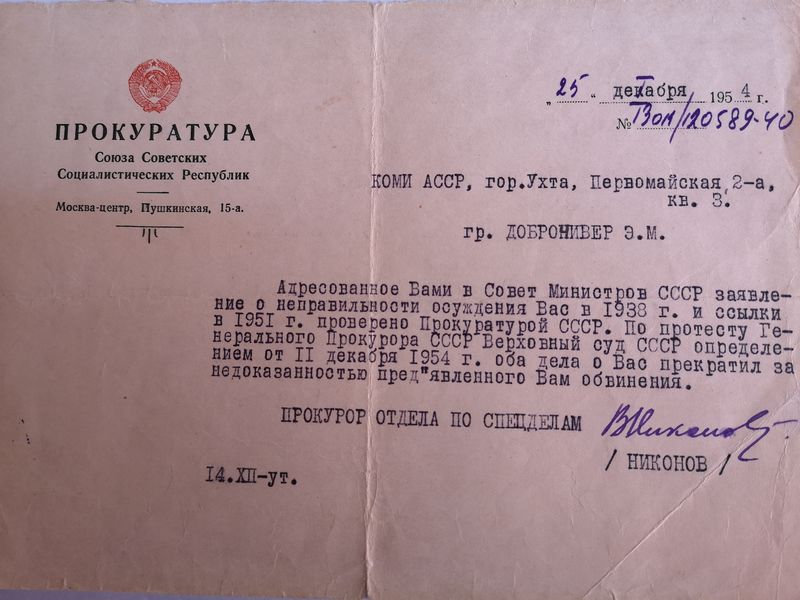 ПРОКУРАТУРА
Союза Советских
Социалистических Республик
Москва-центр, Пушкинская, 15-а.
„25“ декабря 1954 г.
№ 13он/120589-40
КОМИ АССР, гор.Ухта, Первомайская,2-а,
кв. 3.
гр. ДОБРОНИВЕР Э.М.
Адресованное Вами в Совет Министров СССР заявле-
ние о неправильности осуждения Вас в 1938 г. и ссылки
в 1951 г. проверено Прокуратурой СССР. По протесту Ге-
нерального Прокурора СССР Верховный суд СССР определе-
нием от II декабря 1954 г. оба дела о Вас прекратил за
недоказанностью пред"явленного Вам обвинения.
ПРОКУРОР ОТДЕЛА ПО СПЕЦДЕЛАМ
/ НИКОНОВ /
14.XII-ут.